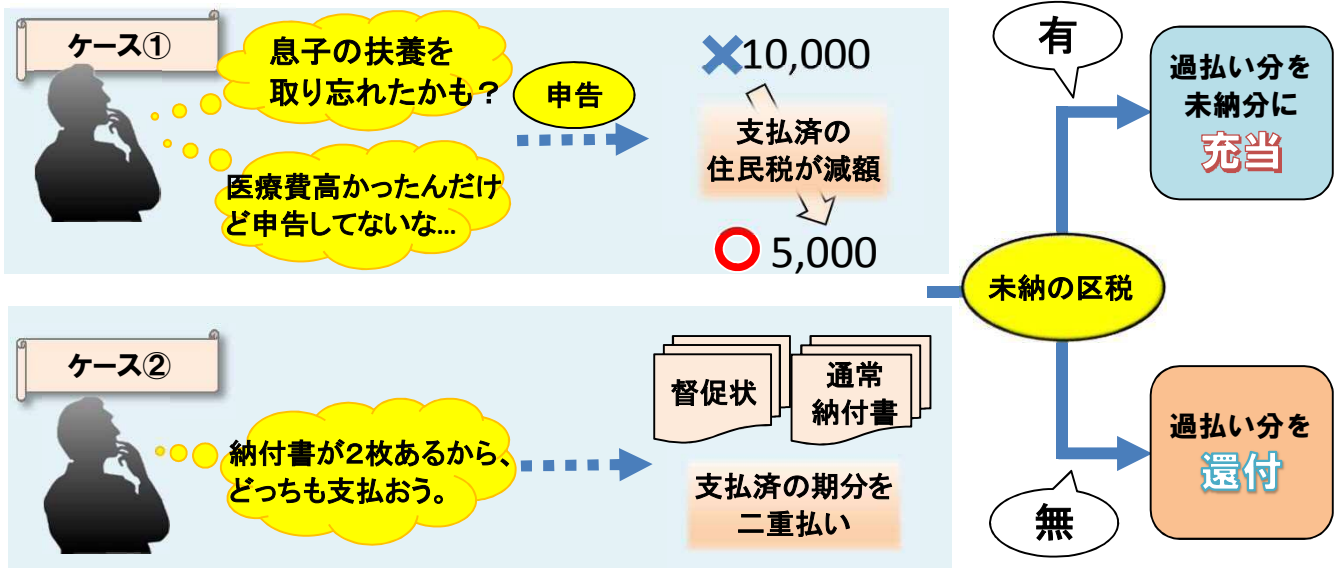 ケース①
息子の扶養を
取り忘れたかも？
医療費高かったんだけ
ど申告してないな…
申告
×10,000
支払済の
住民税が減額
○ 5,000
ケース②
納付書が2枚あるから、
どっちも支払おう。
督促状
通常
納付書
支払済の期分を
二重払い
未納の区税
有
過払い分を
未納分に
充当
無
過払い分を
還付